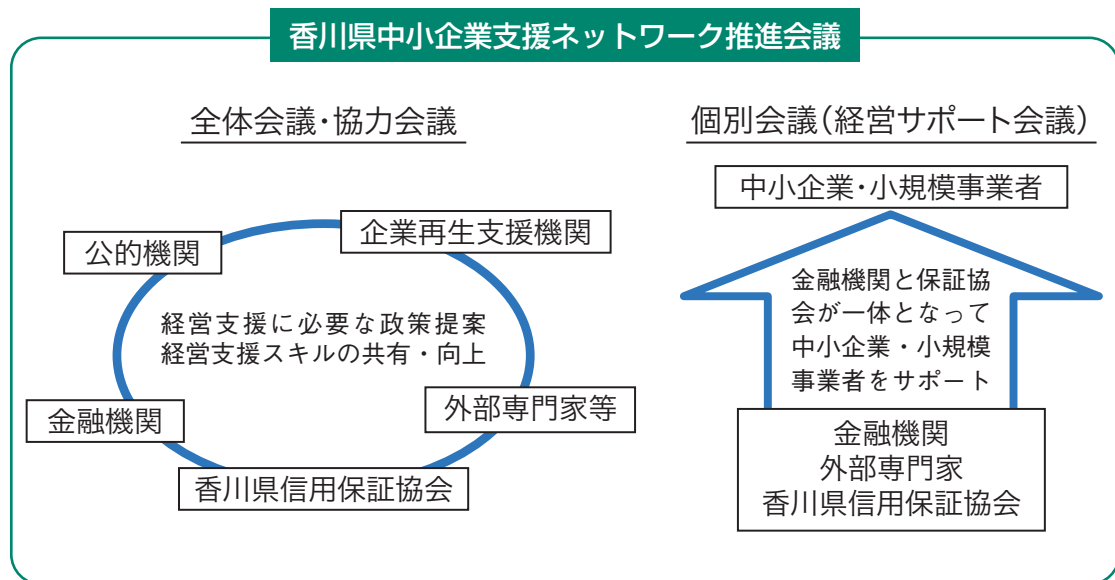 香川県中小企業支援ネットワーク推進会議
全体会議・協力会議
企業再生支援機関
公的機関
経営支援に必要な政策提案
経営支援スキルの共有・向上
金融機関
外部専門家等
香川県信用保証協会
個別会議(経営サポート会議)
中小企業・小規模事業者
金融機関と保証協
会が一体となって
中小企業・小規模
事業者をサポート
金融機関
外部専門家
香川県信用保証協会